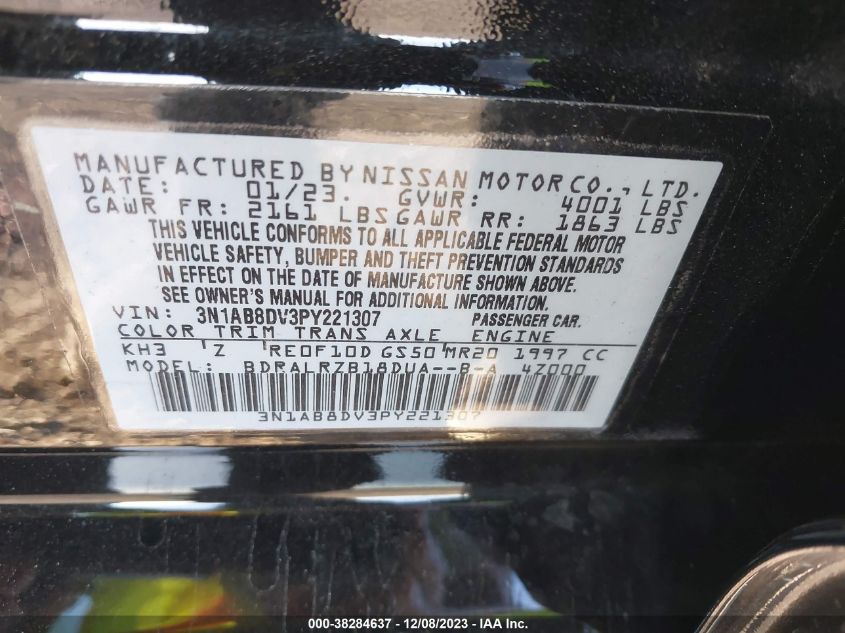 MANUFACTURED BY NISSAN MOTOR CO., LTD.
DATE: 01/23. GVWR: 4001 LBS
GAWR FR: 2161 LBS GAWR RR: 1863 LBS
THIS VEHICLE CONFORMS TO ALL APPLICABLE FEDERAL MOTOR
VEHICLE SAFETY, BUMPER AND THEFT PREVENTION STANDARDS
IN EFFECT ON THE DATE OF MANUFACTURE SHOWN ABOVE.
SEE OWNER'S MANUAL FOR ADDITIONAL INFORMATION.
VIN: 3N1AB8DV3PY221307 PASSENGER CAR.
COLOR TRIM TRANS AXLE ENGINE
KH3 'Z 'RE0F10D GS50 MR20 1997 CC
MODEL: BDRALRZB18DUA--B-A 4Z000
3N1AB8DV3PY221307
000-38284637 - 12/08/2023 - IAA Inc.